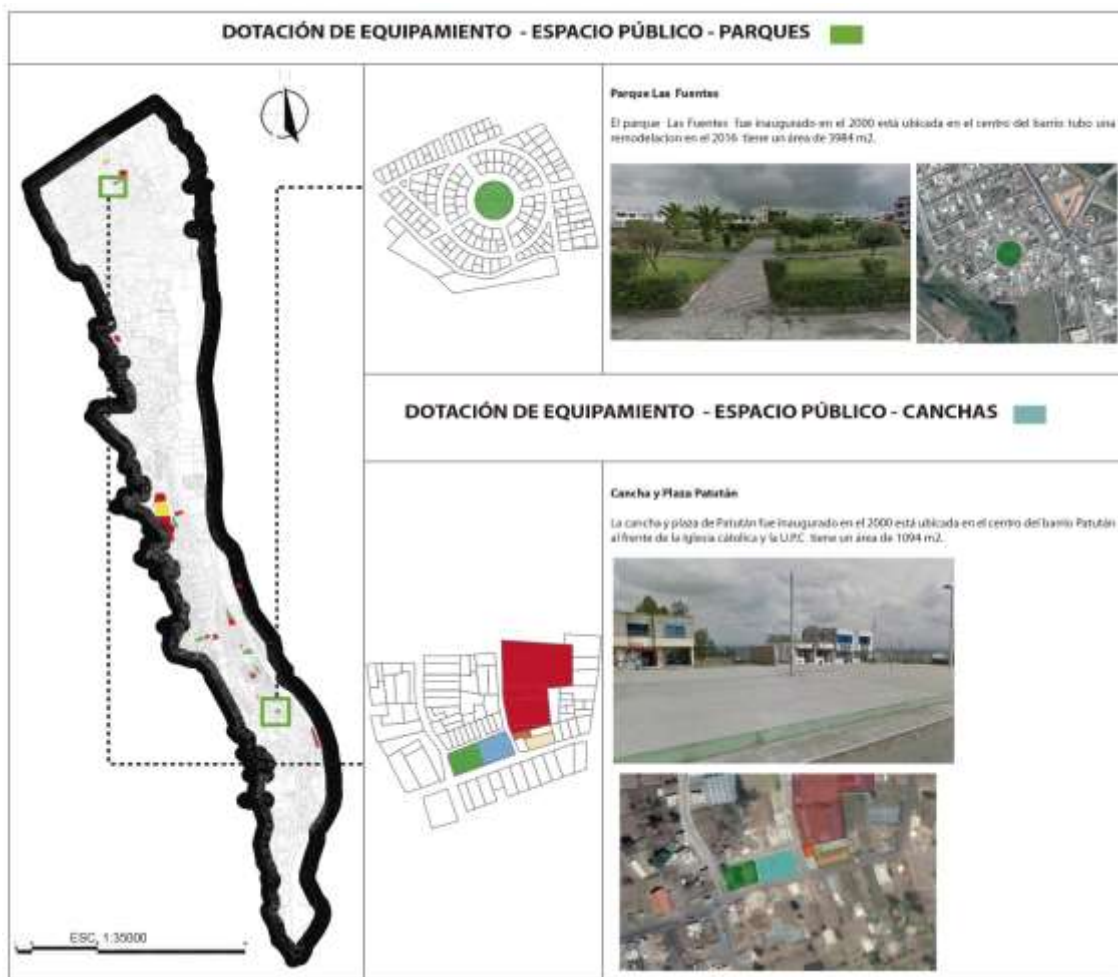 DOTACIÓN DE EQUIPAMIENTO - ESPACIO PÚBLICO - PARQUES
Parque Las Fuentes
El parque Las Fuentes fue inaugurado en el 2000 está ubicada en el centro del barrio tubo una
remodelacion en el 2016 tiene un área de 3984 m2.
DOTACIÓN DE EQUIPAMIENTO - ESPACIO PÚBLICO - CANCHAS
Cancha y Plaza Patután
La cancha y plaza de Patután fue inaugurado en el 2000 está ubicada en el centro del barrio Patután
al frente de la iglesia cátolica y la U.P.C tiene un área de 1094 m2.
ESC, 1:35000